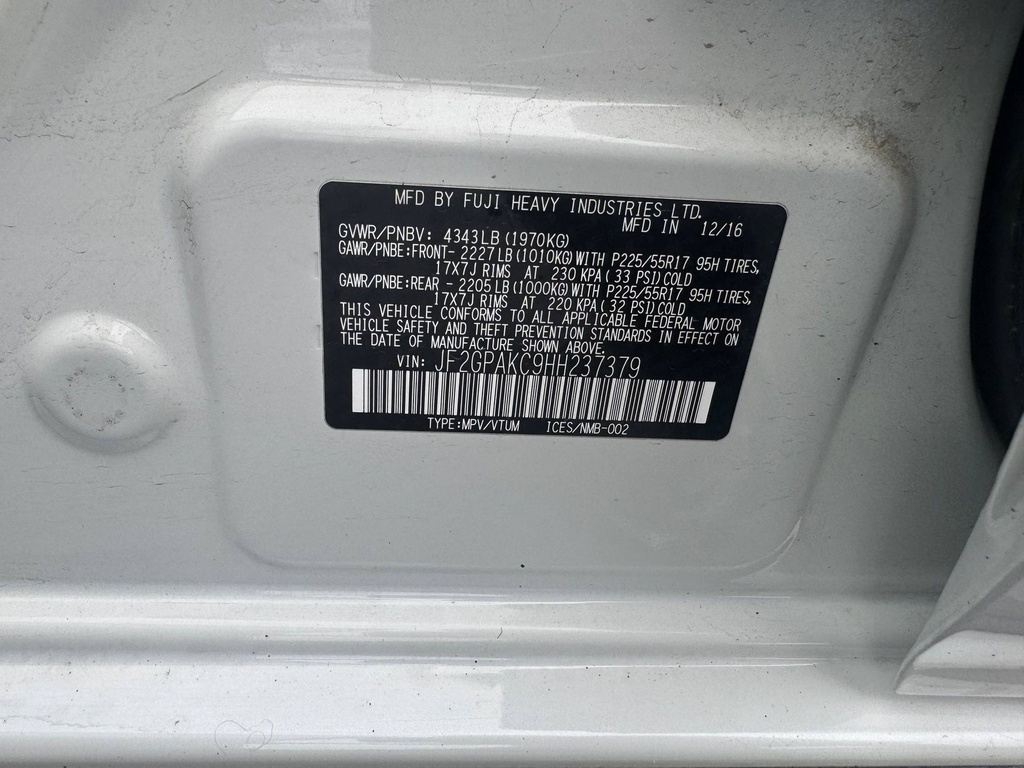 MFD BY FUJI HEAVY INDUSTRIES LTD.
MFD IN 12/16
GVWR/PNBV: 4343LB(1970KG)
GAWR/PNBE:FRONT- 2227LB(1010KG)WITH P225/55R17 95H TIRES,
17X7J RIMS AT 230 KPA(33 PSI)COLD
GAWR/PNBE:REAR - 2205LB(1000KG)WITH P225/55R17 95H TIRES,
17X7J RIMS AT 220 KPA(32 PSI)COLD
THIS VEHICLE CONFORMS TO ALL APPLICABLE FEDERAL MOTOR
VEHICLE SAFETY AND THEFT PREVENTION STANDARDS IN EFFECT ON
THE DATE OF MANUFACTURE SHOWN ABOVE.
VIN: JF2GPAKC9HH237379
TYPE:MPV/VTUM ICES/NMB-002